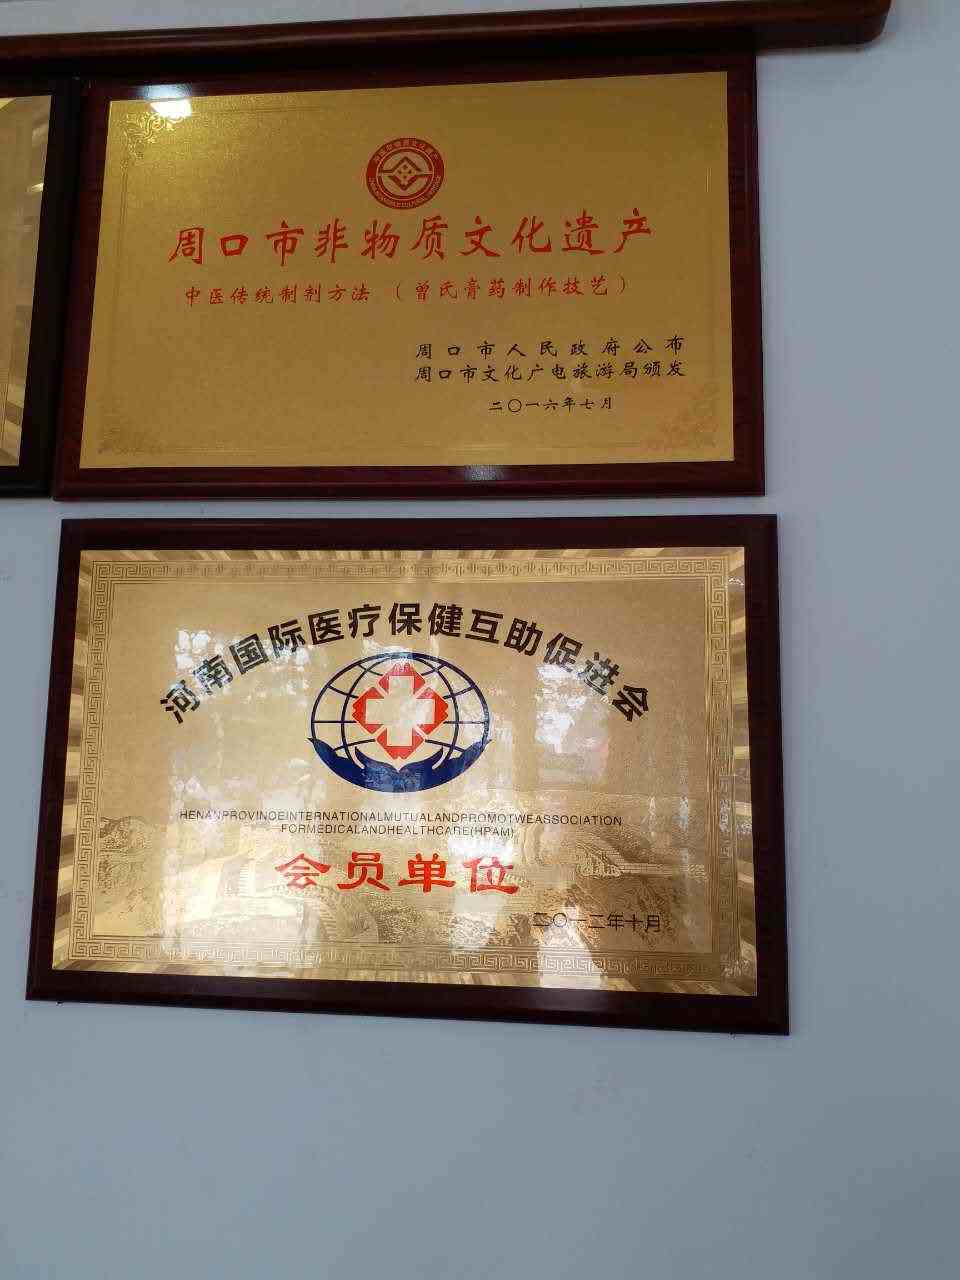 周口市非物质文化遗产
中医传统制剂方法（曾氏膏药制作技艺）
周口市人民政府公布
周口市文化广电旅游局颁发
二〇一六年七月
河南国际医疗保健互助促进会
HENANPROVINOEINTERNATIONALMUTUALANDPROMOTWEASSOCIATION
FORMEDICALANDHEALTHCARE(HPAM)
会员单位
二〇一二年十月